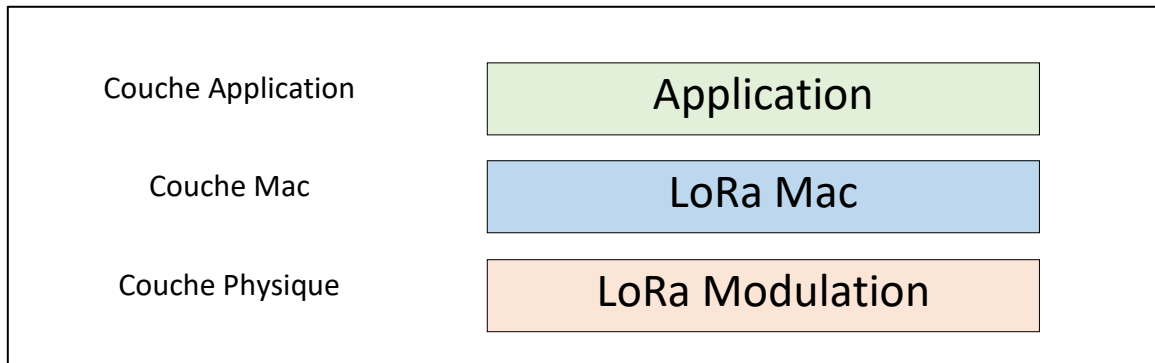 Couche Application
Application
Couche Mac
LoRa Mac
Couche Physique
LoRa Modulation